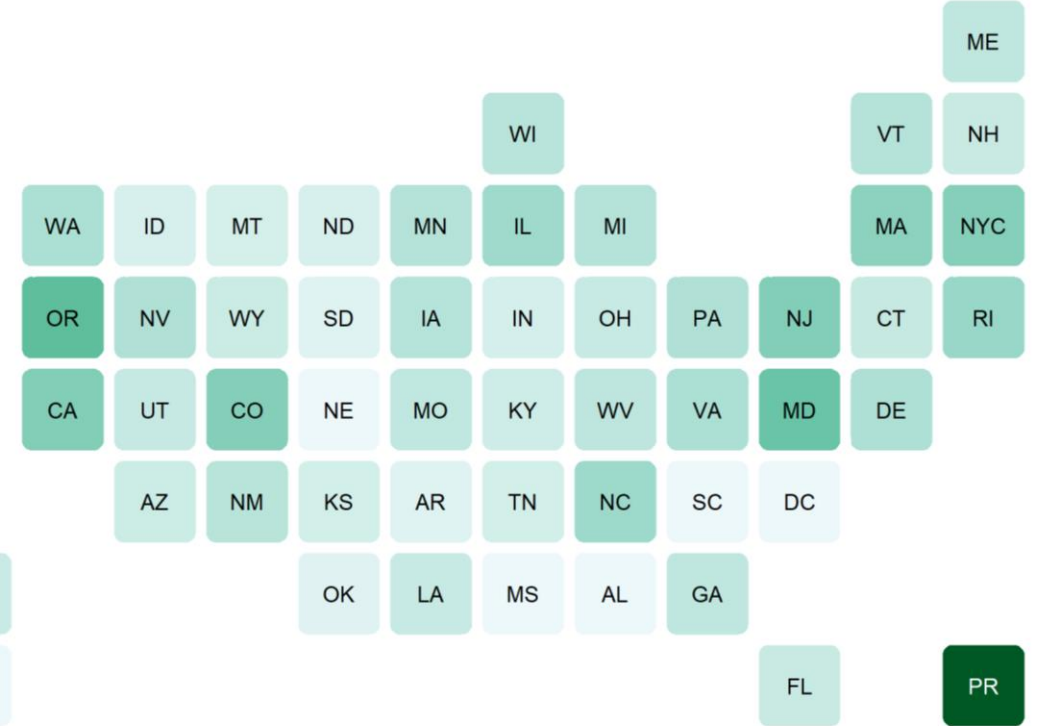 ME
WI VT NH
WA ID MT ND MN IL MI MA NYC
OR NV WY SD IA IN OH PA NJ CT RI
CA UT CO NE MO KY WV VA MD DE
AZ NM KS AR TN NC SC DC
OK LA MS AL GA
FL PR